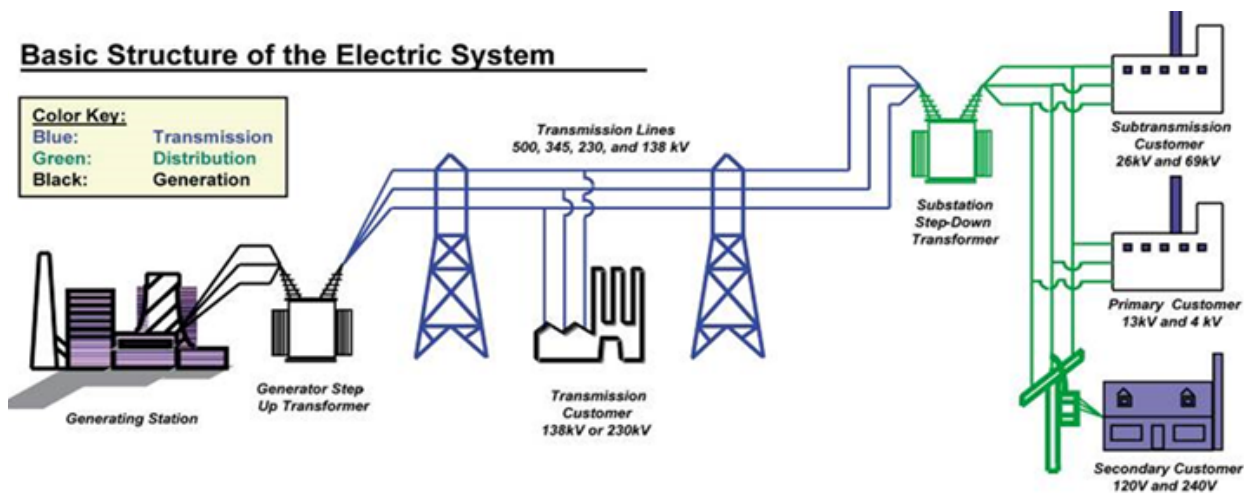 Basic Structure of the Electric System
Color Key:
Blue: Transmission
Green: Distribution
Black: Generation
Transmission Lines
500, 345, 230, and 138 kV
Generating Station
Generator Step
Up Transformer
Transmission
Customer
138kV or 230kV
Substation
Step-Down
Transformer
Subtransmission
Customer
26kV and 69kV
Primary Customer
13kV and 4 kV
Secondary Customer
120V and 240V